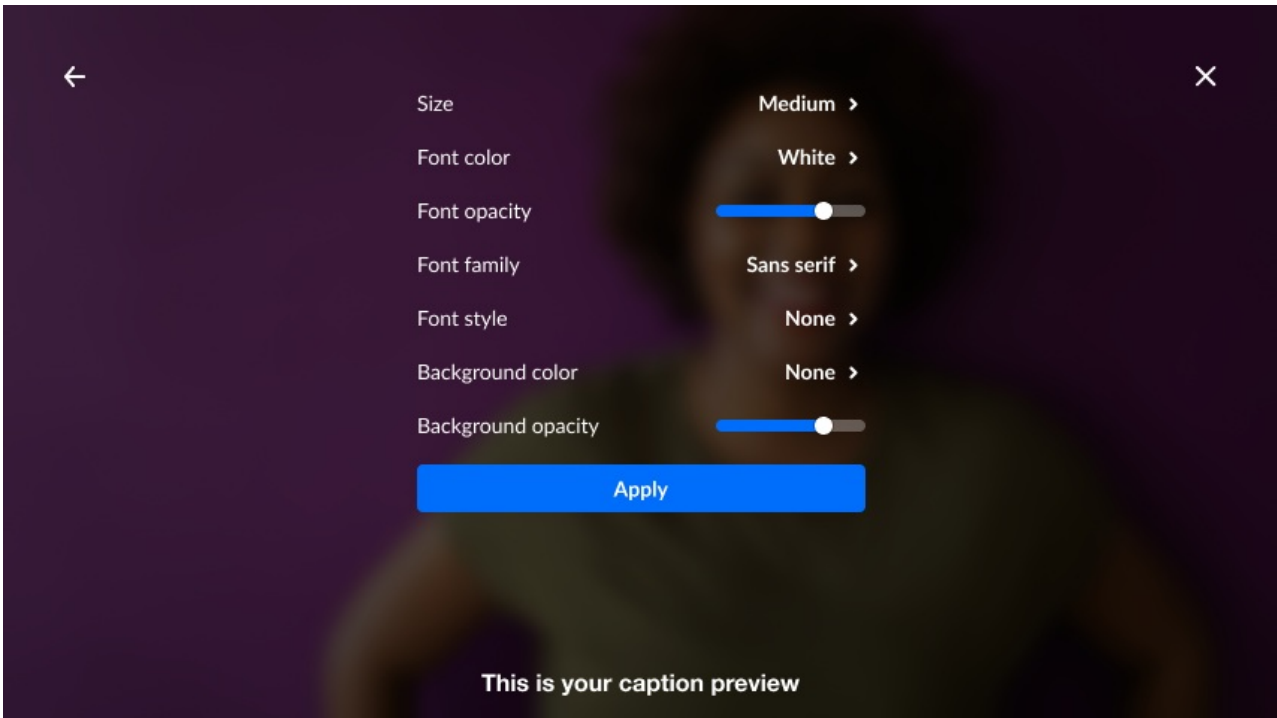 Size Medium
Font color White
Font opacity
Font family Sans serif
Font style None
Background color None
Background opacity
Apply
This is your caption preview